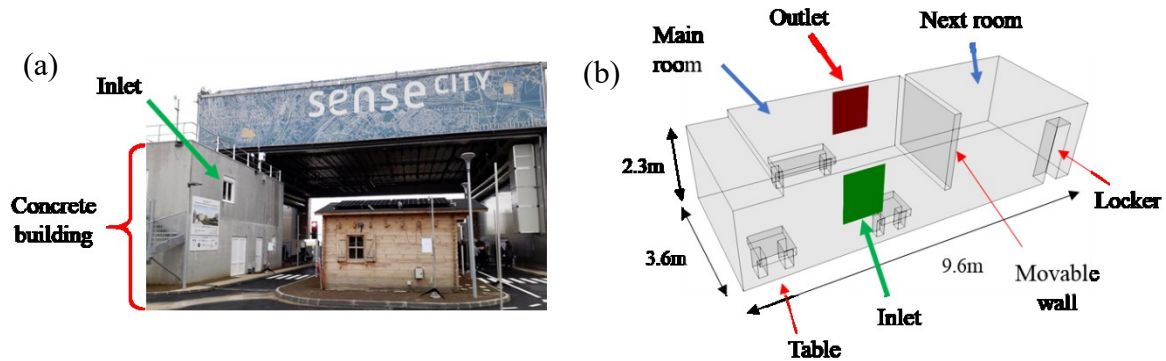 (a)
Inlet
Concrete
building
sense CITY
(b)
Outlet
Next room
Main
room
2.3m
3.6m
9.6m
Locker
Movable
wall
Inlet
Table